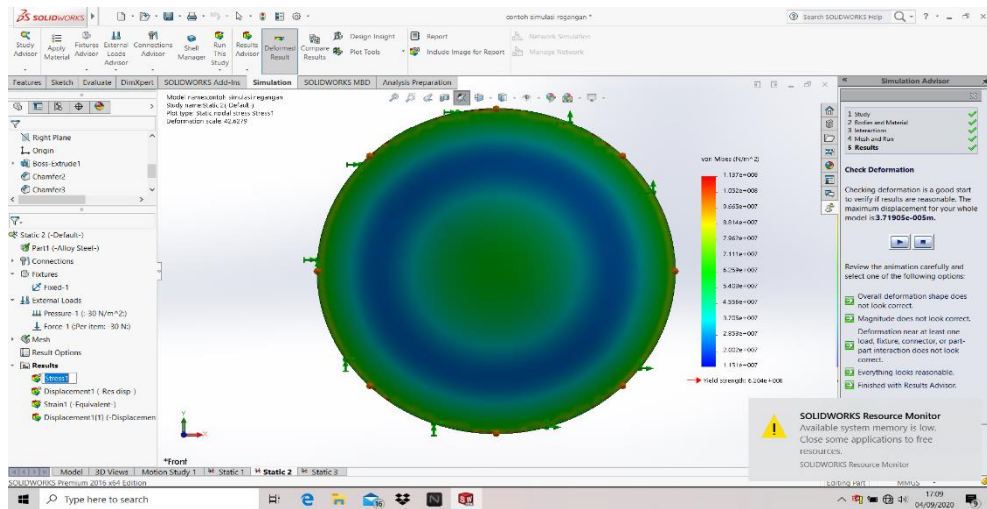 SOLIDWORKS
contoh simulasi regangan *
Search SOLIDWORKS Help
Study Advisor
Apply Material
Fixtures Advisor
External Loads Advisor
Connections Advisor
Shell Manager
Run This Study
Results Advisor
Deformed Result
Compare Results
Design Insight
Plot Tools
Report
Include Image for Report
Network Simulation
Manage Network
Features Sketch Evaluate DimXpert SOLIDWORKS Add-Ins Simulation SOLIDWORKS MBD Analysis Preparation
Right Plane
Origin
Boss-Extrude1
Chamfer2
Chamfer3
Static 2 (-Default-)
Part1 (-Alloy Steel-)
Connections
Fixtures
Fixed-1
External Loads
Pressure-1 (: 30 N/m^2:)
Force-1 (:Per item: -30 N:)
Mesh
Result Options
Results
Stress1
Displacement1 (-Res disp-)
Strain1 (-Equivalent-)
Displacement1(1) (-Displacemen
Model name:contoh simulasi regangan
Study name:Static 2(-Default-)
Plot type: Static nodal stress Stress1
Deformation scale: 42.6279
von Mises (N/m^2)
1.137e+008
1.052e+008
9.665e+007
8.814e+007
7.962e+007
7.111e+007
6.259e+007
5.408e+007
4.556e+007
3.705e+007
2.853e+007
2.002e+007
1.151e+007
Yield strength: 6.204e+008
*Front
Simulation Advisor
1 Study
2 Bodies and Material
3 Interactions
4 Mesh and Run
5 Results
Check Deformation
Checking deformation is a good start
to verify if results are reasonable. The
maximum displacement for your whole
model is:3.71905e-005m.
Review the animation carefully and
select one of the following options:
Overall deformation shape does
not look correct.
Magnitude does not look correct.
Deformation near at least one
load, fixture, connector, or part-
part interaction does not look
correct.
Everything looks reasonable.
Finished with Results Advisor.
SOLIDWORKS Resource Monitor
Available system memory is low.
Close some applications to free
resources.
SOLIDWORKS Resource Monitor
Model 3D Views Motion Study 1 Static 1 Static 2 Static 3
SOLIDWORKS Premium 2016 x64 Edition
Editing Part MMGS
Type here to search
17:09
04/09/2020